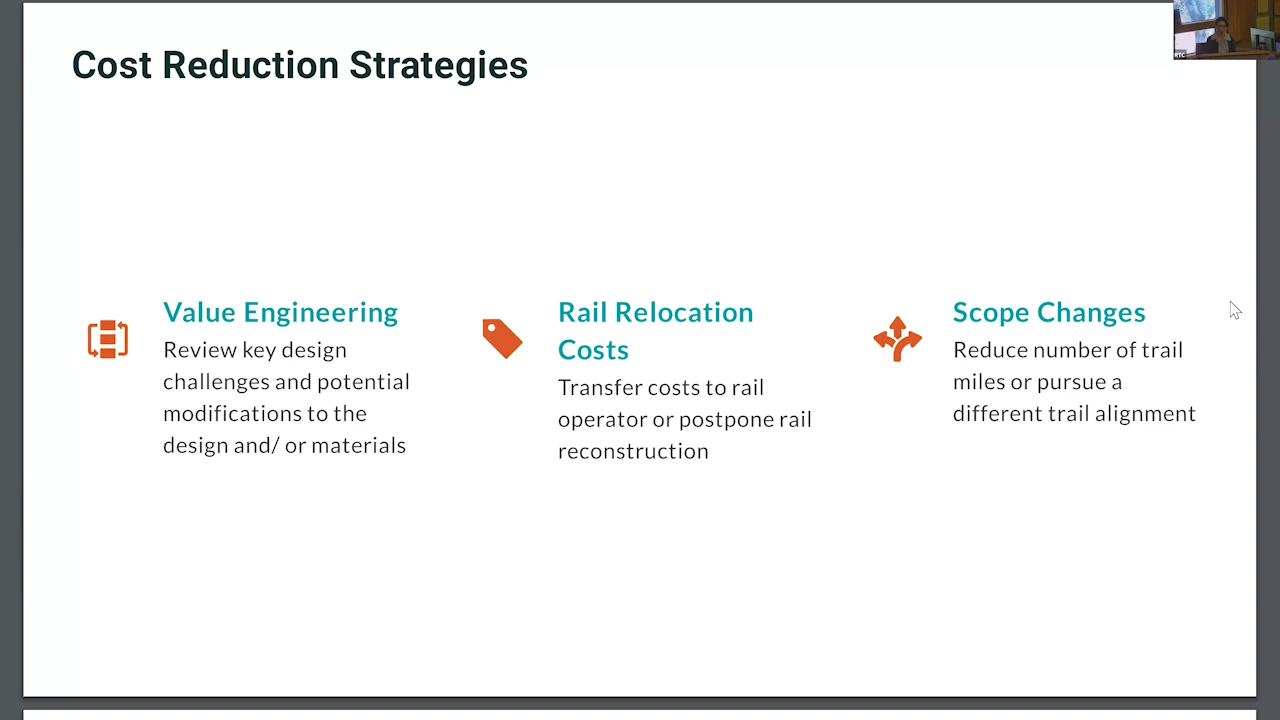 Cost Reduction Strategies
Value Engineering
Review key design
challenges and potential
modifications to the
design and/ or materials
Rail Relocation
Costs
Transfer costs to rail
operator or postpone rail
reconstruction
Scope Changes
Reduce number of trail
miles or pursue a
different trail alignment
RTC